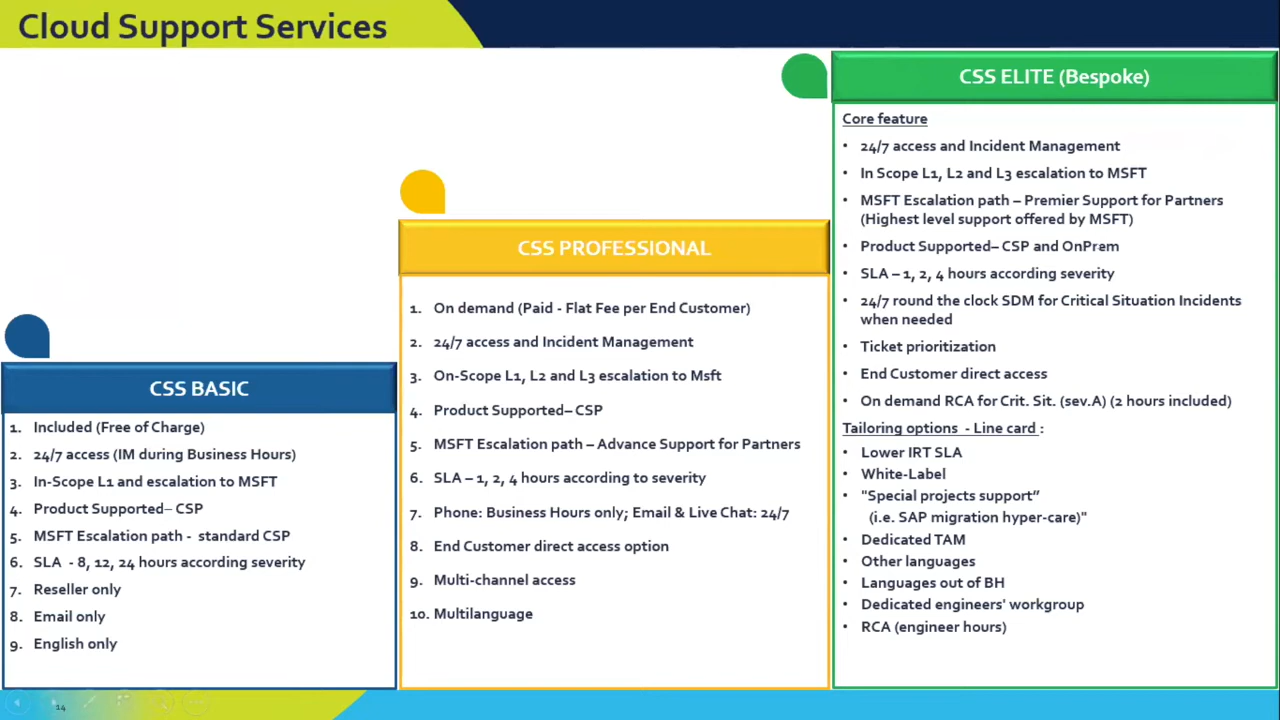 Cloud Support Services
CSS BASIC
1. Included (Free of Charge)
2. 24/7 access (IM during Business Hours)
3. In-Scope L1 and escalation to MSFT
4. Product Supported– CSP
5. MSFT Escalation path - standard CSP
6. SLA - 8, 12, 24 hours according severity
7. Reseller only
8. Email only
9. English only
CSS PROFESSIONAL
1. On demand (Paid - Flat Fee per End Customer)
2. 24/7 access and Incident Management
3. On-Scope L1, L2 and L3 escalation to Msft
4. Product Supported– CSP
5. MSFT Escalation path – Advance Support for Partners
6. SLA – 1, 2, 4 hours according to severity
7. Phone: Business Hours only; Email & Live Chat: 24/7
8. End Customer direct access option
9. Multi-channel access
10. Multilanguage
CSS ELITE (Bespoke)
Core feature
• 24/7 access and Incident Management
• In Scope L1, L2 and L3 escalation to MSFT
• MSFT Escalation path – Premier Support for Partners
(Highest level support offered by MSFT)
• Product Supported– CSP and OnPrem
• SLA – 1, 2, 4 hours according severity
• 24/7 round the clock SDM for Critical Situation Incidents
when needed
• Ticket prioritization
• End Customer direct access
• On demand RCA for Crit. Sit. (sev.A) (2 hours included)
Tailoring options - Line card :
• Lower IRT SLA
• White-Label
• "Special projects support”
(i.e. SAP migration hyper-care)"
• Dedicated TAM
• Other languages
• Languages out of BH
• Dedicated engineers' workgroup
• RCA (engineer hours)
14